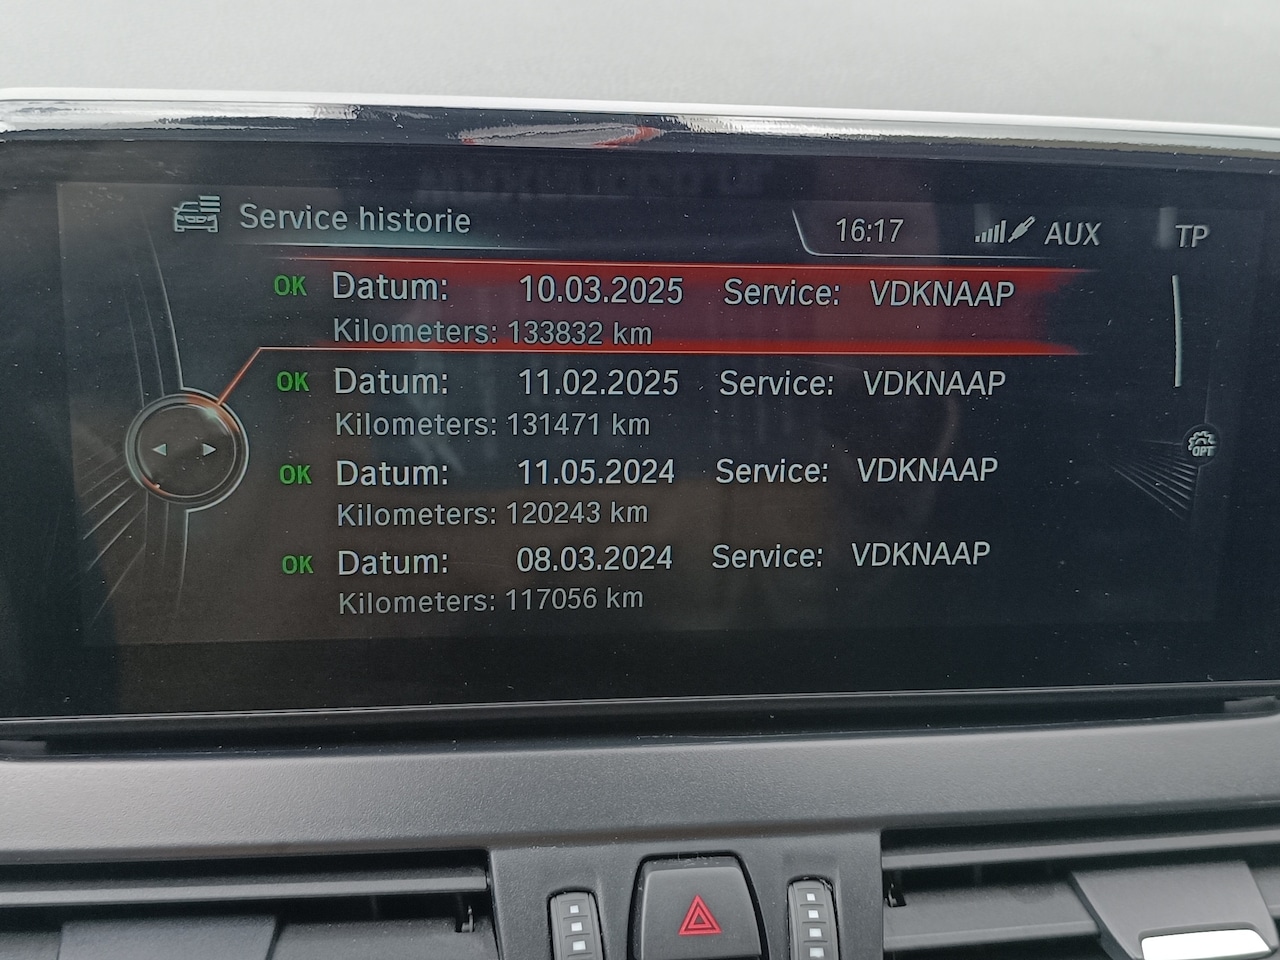 Service historie 16:17 AUX TP
OK Datum: 10.03.2025 Service: VDKNAAP
Kilometers: 133832 km
OK Datum: 11.02.2025 Service: VDKNAAP
Kilometers: 131471 km
OK Datum: 11.05.2024 Service: VDKNAAP
OPT
Kilometers: 120243 km
OK Datum: 08.03.2024 Service: VDKNAAP
Kilometers: 117056 km